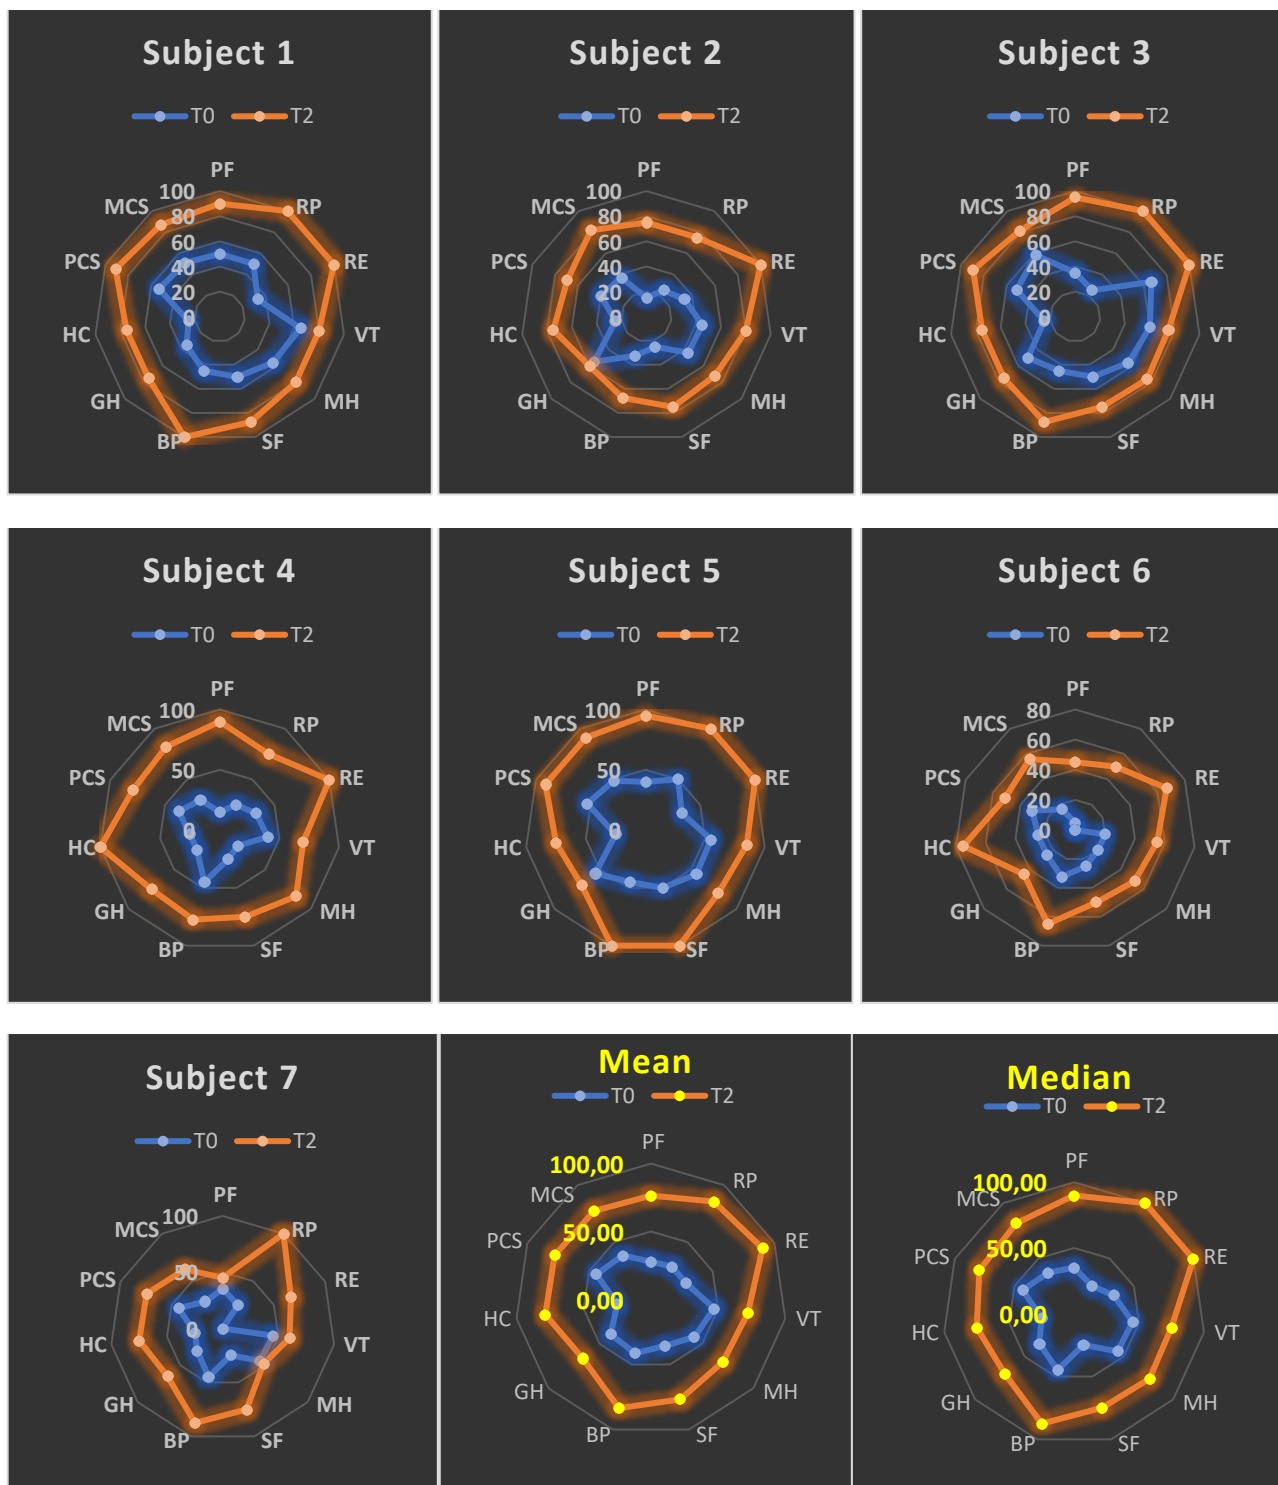 Subject 1
T0 T2
PF
100
MCS RP
80
60
PCS RE
40
20
0
HC VT
GH MH
BP SF
Subject 2
T0 T2
PF
100
MCS RP
80
60
PCS RE
40
20
0
HC VT
GH MH
BP SF
Subject 3
T0 T2
PF
100
MCS RP
80
60
PCS RE
40
20
0
HC VT
GH MH
BP SF
Subject 4
T0 T2
PF
100
MCS RP
PCS 50 RE
0
HC VT
GH MH
BP SF
Subject 5
T0 T2
PF
100
MCS RP
PCS 50 RE
0
HC VT
GH MH
BP SF
Subject 6
T0 T2
PF
80
MCS RP
60
PCS 40 RE
20
0
HC VT
GH MH
BP SF
Subject 7
T0 T2
PF
100
MCS RP
PCS 50 RE
0
HC VT
GH MH
BP SF
Mean
T0 T2
PF
100,00
MCS RP
50,00
PCS RE
0,00
HC VT
GH MH
BP SF
Median
T0 T2
PF
100,00
MCS RP
50,00
PCS RE
0,00
HC VT
GH MH
BP SF